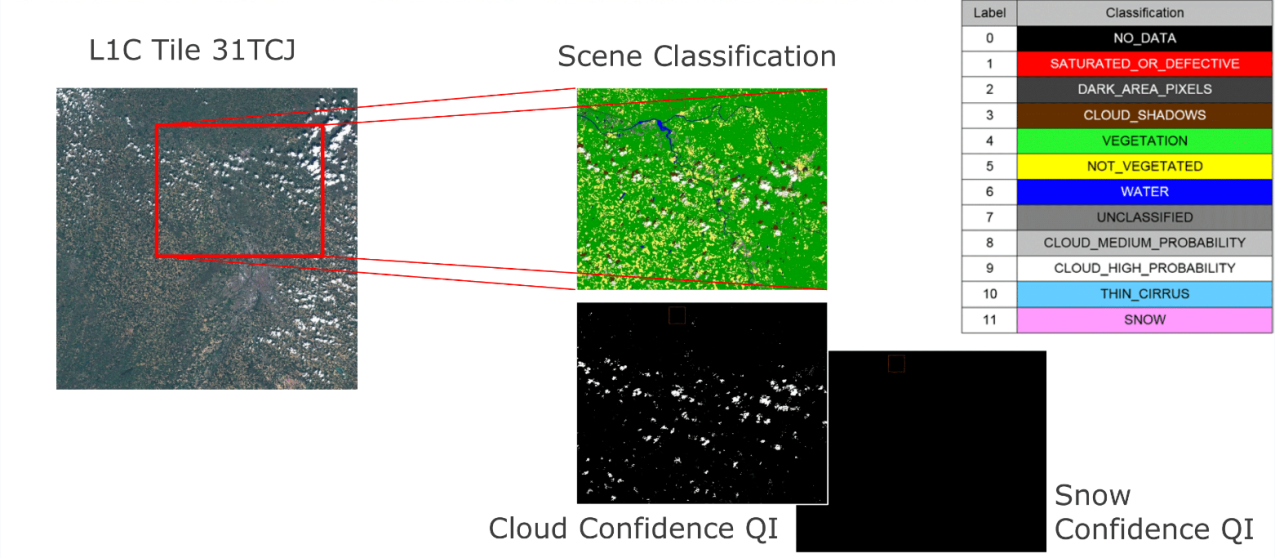 L1C Tile 31TCJ
Scene Classification
Label Classification
0 NO_DATA
1 SATURATED_OR_DEFECTIVE
2 DARK_AREA_PIXELS
3 CLOUD_SHADOWS
4 VEGETATION
5 NOT_VEGETATED
6 WATER
7 UNCLASSIFIED
8 CLOUD_MEDIUM_PROBABILITY
9 CLOUD_HIGH_PROBABILITY
10 THIN_CIRRUS
11 SNOW
Cloud Confidence QI
Snow
Confidence QI